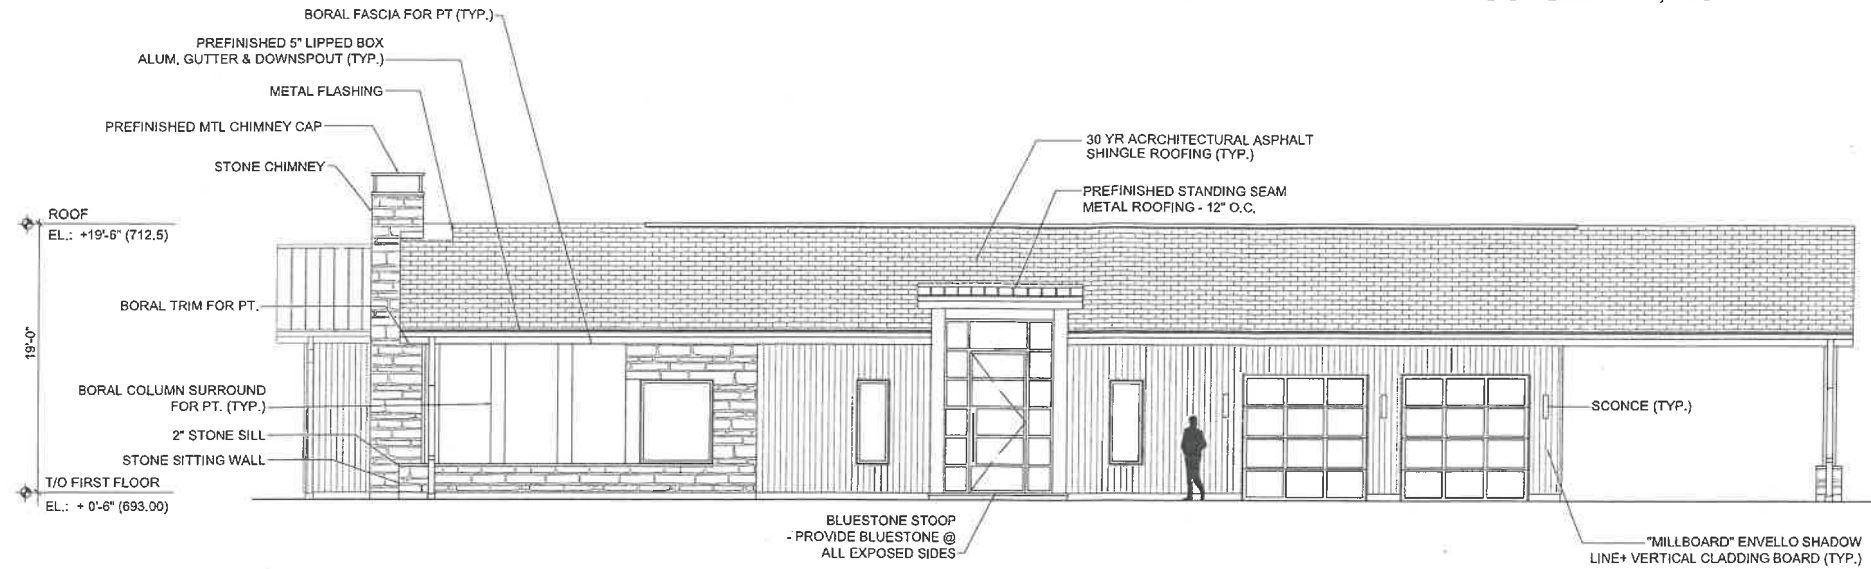 BORAL FASCIA FOR PT (TYP.)
PREFINISHED 5" LIPPED BOX
ALUM. GUTTER & DOWNSPOUT (TYP.)
METAL FLASHING
PREFINISHED MTL CHIMNEY CAP
STONE CHIMNEY
ROOF
EL.: +19'-6" (712.5)
BORAL TRIM FOR PT.
19'-0"
BORAL COLUMN SURROUND
FOR PT. (TYP.)
2" STONE SILL
STONE SITTING WALL
T/O FIRST FLOOR
EL.: + 0'-6" (693.00)
30 YR ACRCHITECTURAL ASPHALT
SHINGLE ROOFING (TYP.)
PREFINISHED STANDING SEAM
METAL ROOFING - 12" O.C.
SCONCE (TYP.)
BLUESTONE STOOP
- PROVIDE BLUESTONE @
ALL EXPOSED SIDES
"MILLBOARD" ENVELLO SHADOW
LINE+ VERTICAL CLADDING BOARD (TYP.)